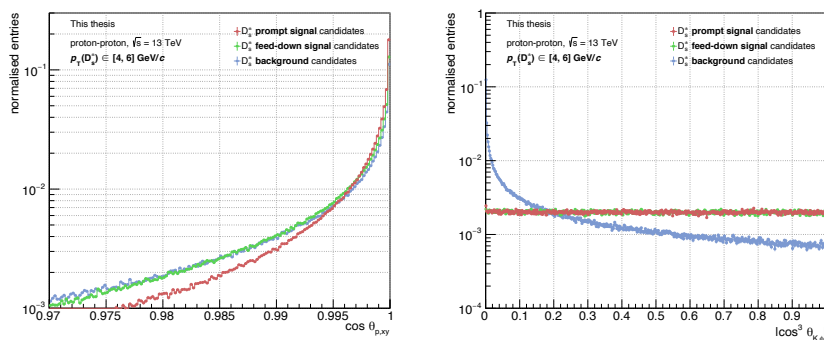 This thesis
proton-proton, √s = 13 TeV
p_T(D_s^+) ∈ [4, 6] GeV/c
D_s^+ prompt signal candidates
D_s^+ feed-down signal candidates
D_s^+ background candidates
normalised entries
10^−1
10^−2
10^−3
0.97
0.975
0.98
0.985
0.99
0.995
1
cos θ_p,xy
This thesis
proton-proton, √s = 13 TeV
p_T(D_s^+) ∈ [4, 6] GeV/c
D_s^+ prompt signal candidates
D_s^+ feed-down signal candidates
D_s^+ background candidates
normalised entries
1
10^−1
10^−2
10^−3
10^−4
0
0.1
0.2
0.3
0.4
0.5
0.6
0.7
0.8
0.9
1
|cos^3 θ_K,